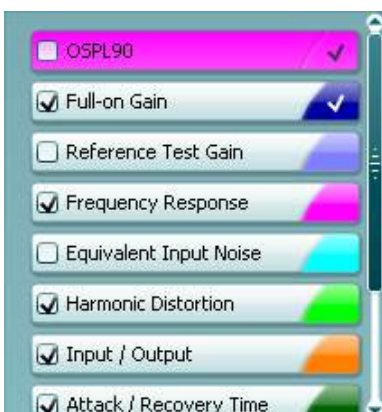 OSPL90
Full-on Gain
Reference Test Gain
Frequency Response
Equivalent Input Noise
Harmonic Distortion
Input / Output
Attack / Recovery Time